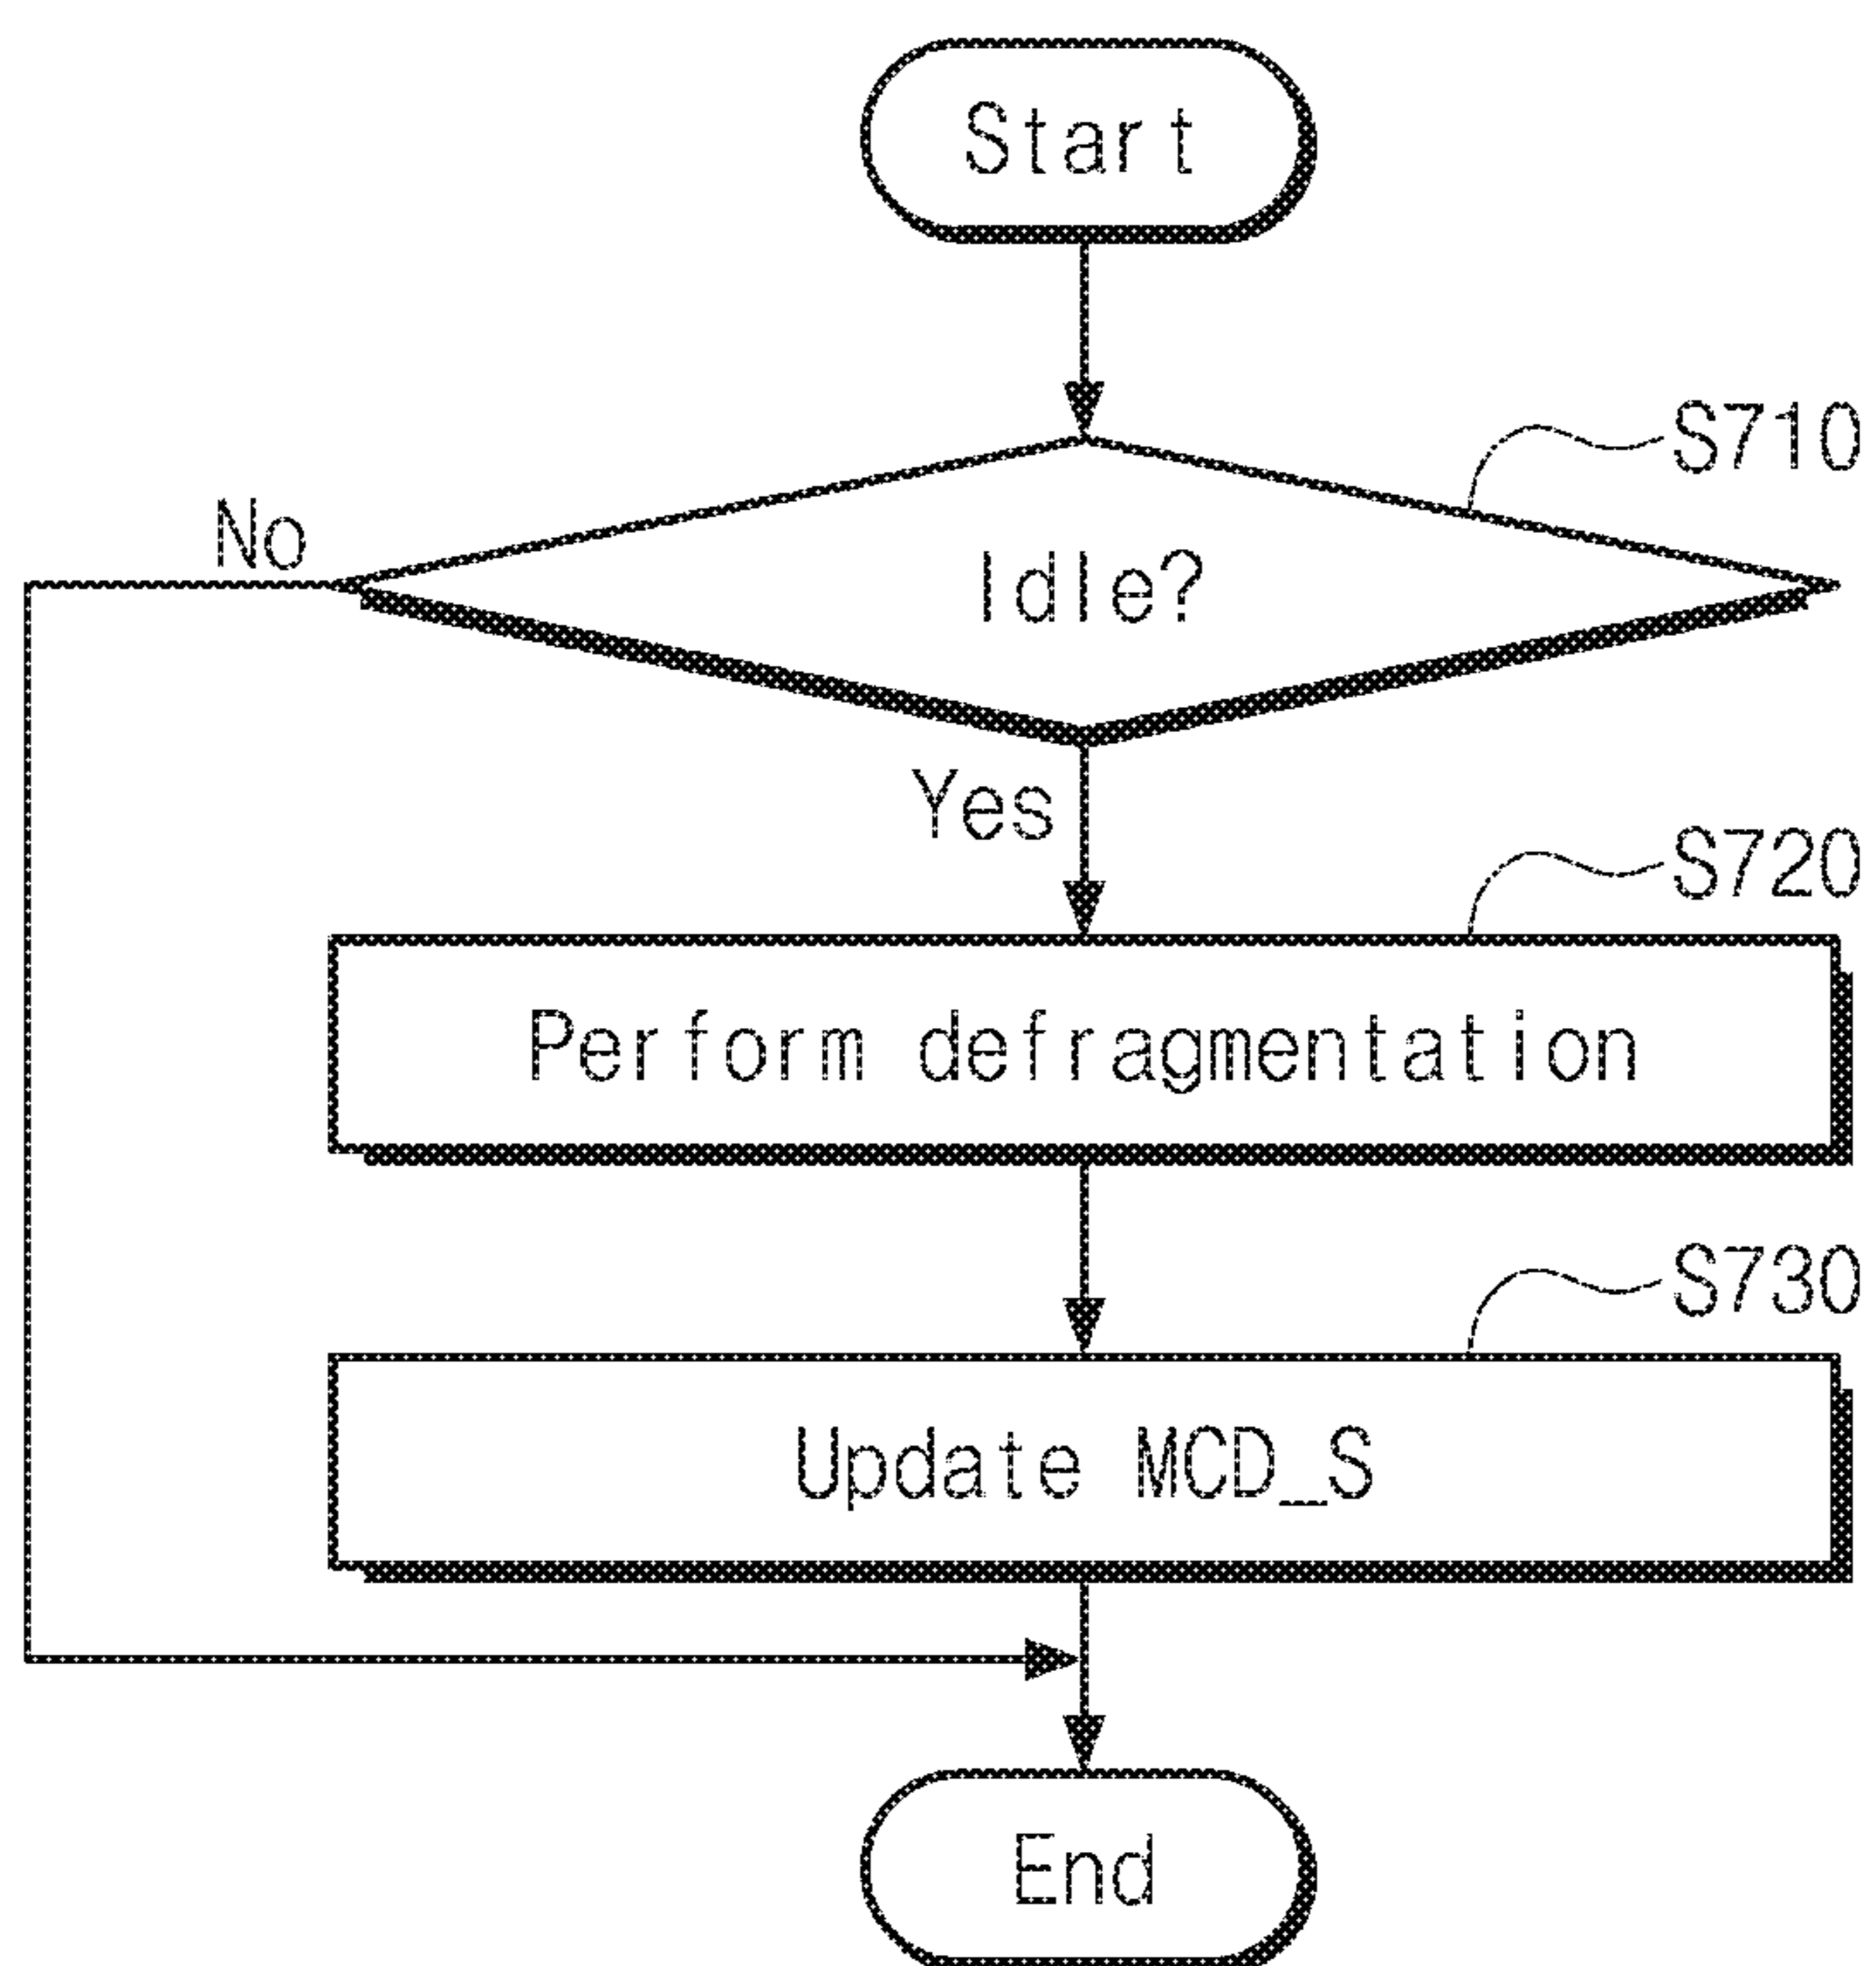 Start
S710
No
Idle?
Yes
S720
Perform defragmentation
S730
Update MCD_S
End